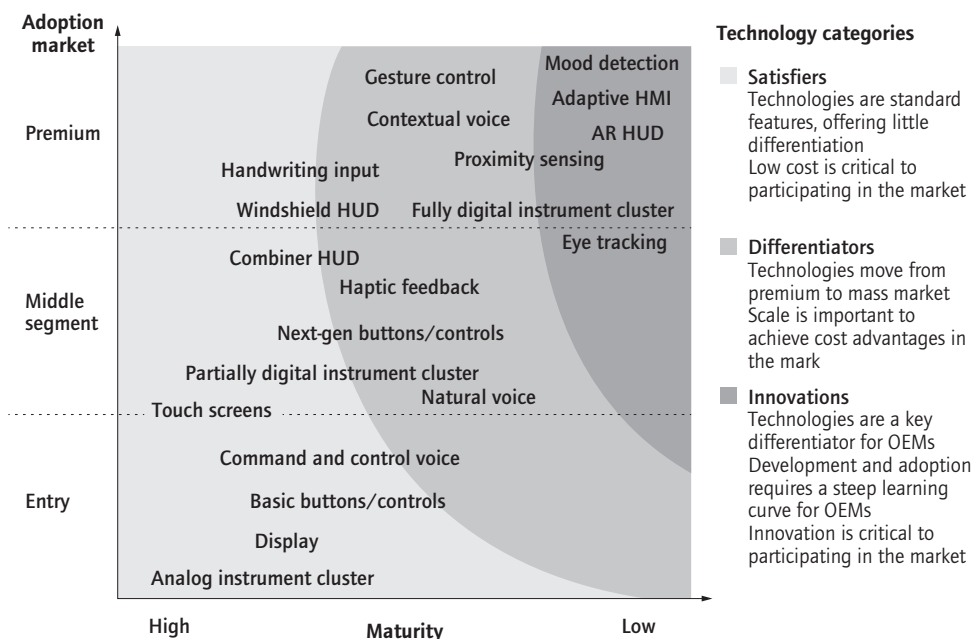 Adoption
market
Premium
Middle
segment
Entry
Mood detection
Gesture control
Adaptive HMI
Contextual voice
AR HUD
Proximity sensing
Handwriting input
Windshield HUD
Fully digital instrument cluster
Eye tracking
Combiner HUD
Haptic feedback
Next-gen buttons/controls
Partially digital instrument cluster
Natural voice
Touch screens
Command and control voice
Basic buttons/controls
Display
Analog instrument cluster
High
Maturity
Low
Technology categories
Satisfiers
Technologies are standard
features, offering little
differentiation
Low cost is critical to
participating in the market
Differentiators
Technologies move from
premium to mass market
Scale is important to
achieve cost advantages in
the mark
Innovations
Technologies are a key
differentiator for OEMs
Development and adoption
requires a steep learning
curve for OEMs
Innovation is critical to
participating in the market